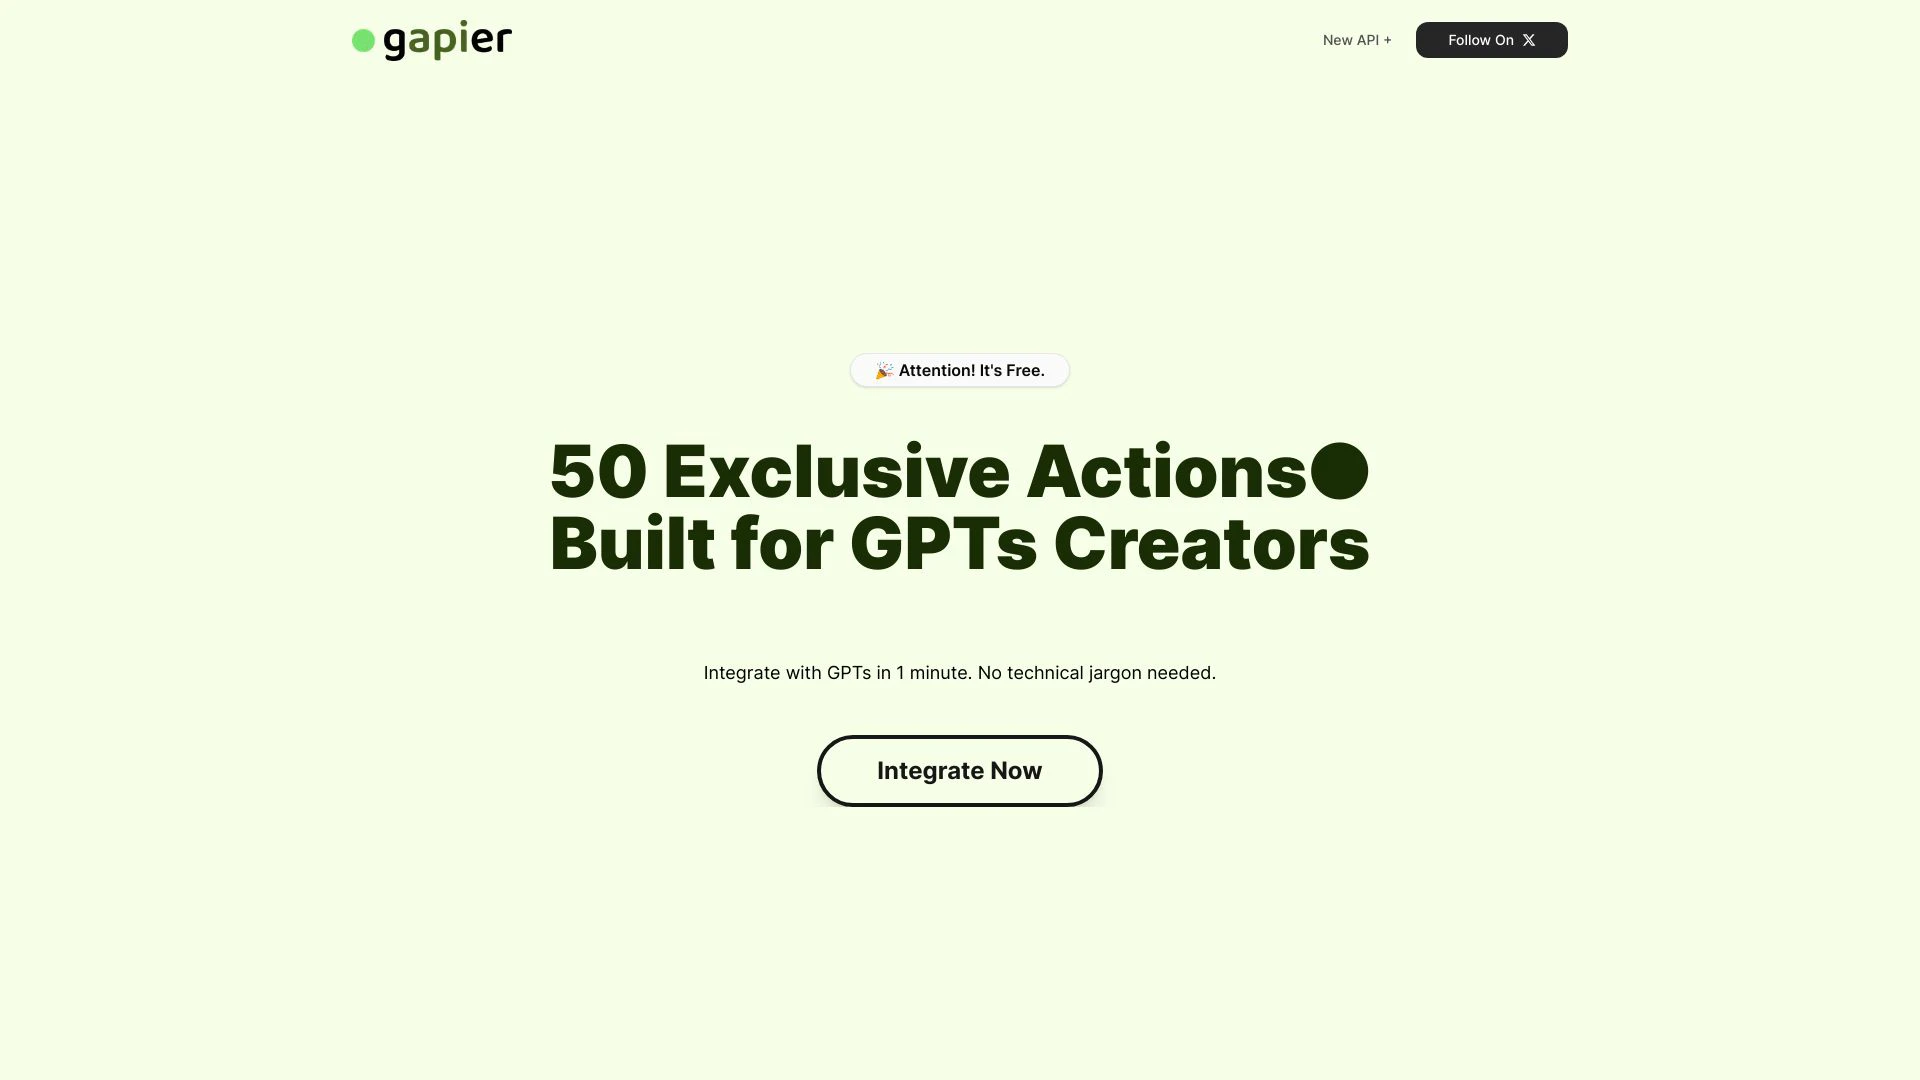 gapier
New API +
Follow On X
🎉 Attention! It's Free.
50 Exclusive Actions●
Built for GPTs Creators
Integrate with GPTs in 1 minute. No technical jargon needed.
Integrate Now